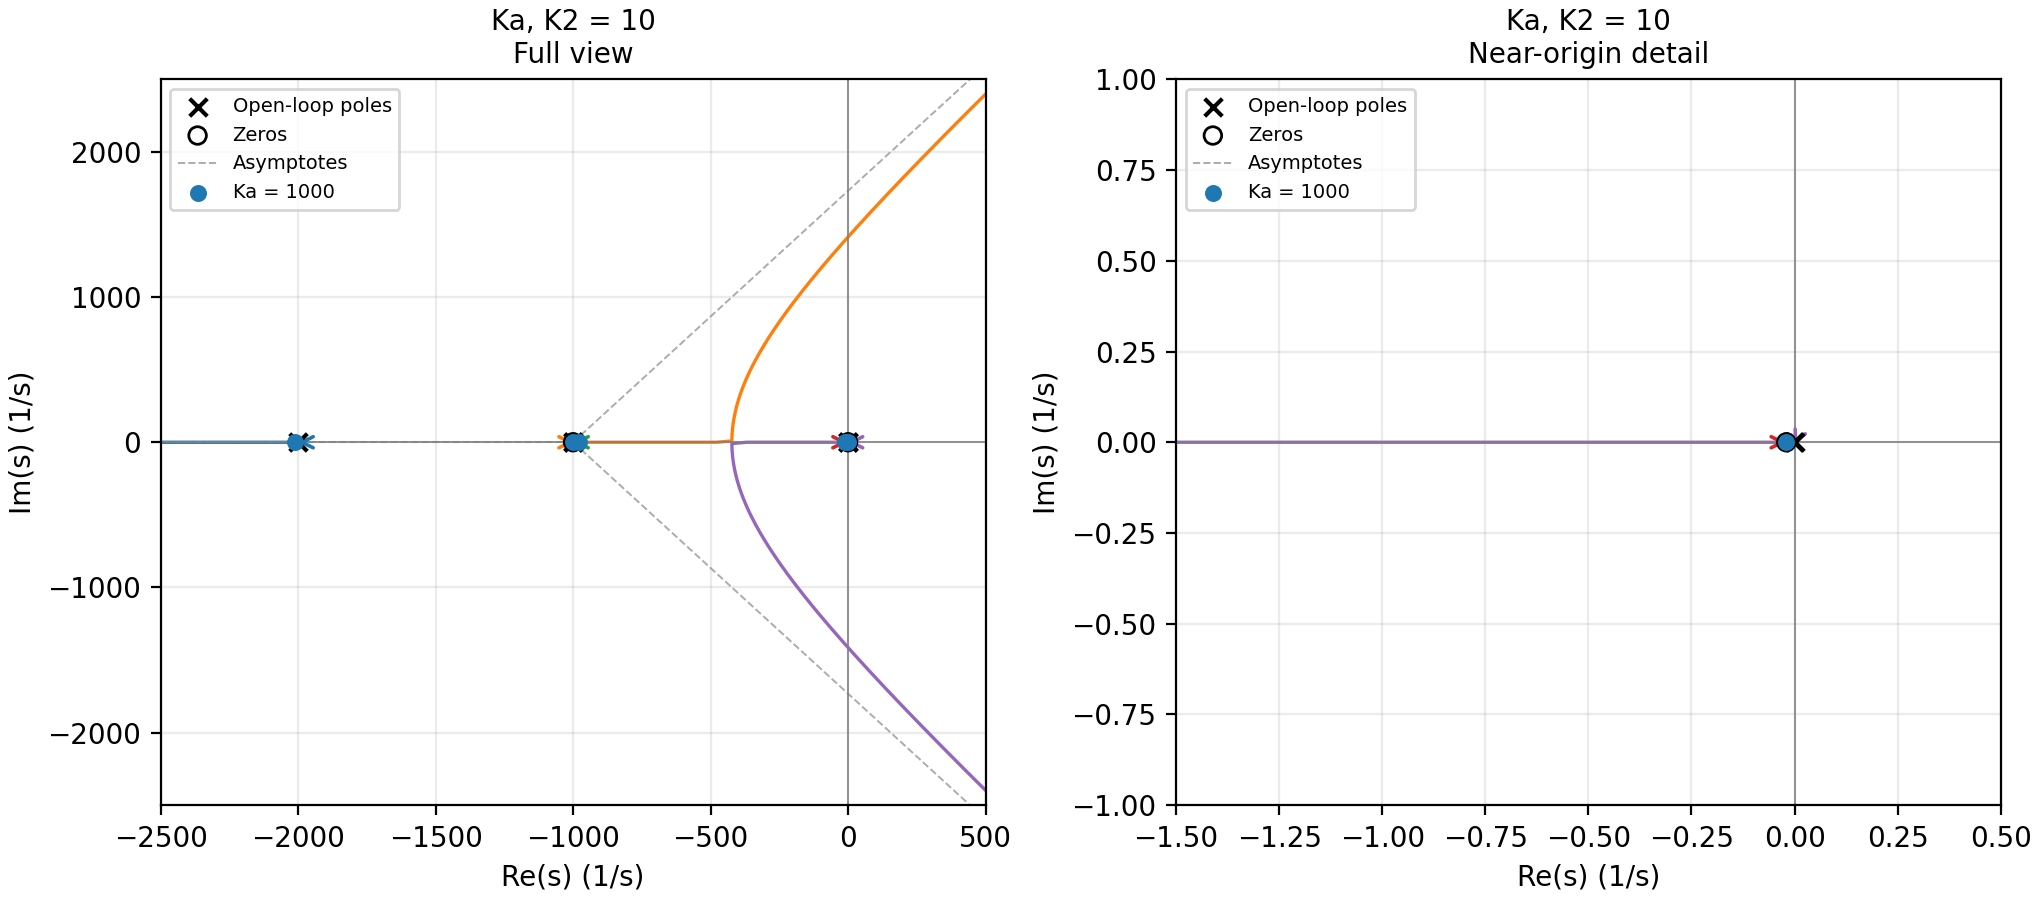 Ka, K2 = 10
Full view
Open-loop poles
Zeros
Asymptotes
Ka = 1000
2000
1000
0
−1000
−2000
Im(s) (1/s)
−2500
−2000
−1500
−1000
−500
0
500
Re(s) (1/s)
Ka, K2 = 10
Near-origin detail
Open-loop poles
Zeros
Asymptotes
Ka = 1000
1.00
0.75
0.50
0.25
0.00
−0.25
−0.50
−0.75
−1.00
Im(s) (1/s)
−1.50
−1.25
−1.00
−0.75
−0.50
−0.25
0.00
0.25
0.50
Re(s) (1/s)